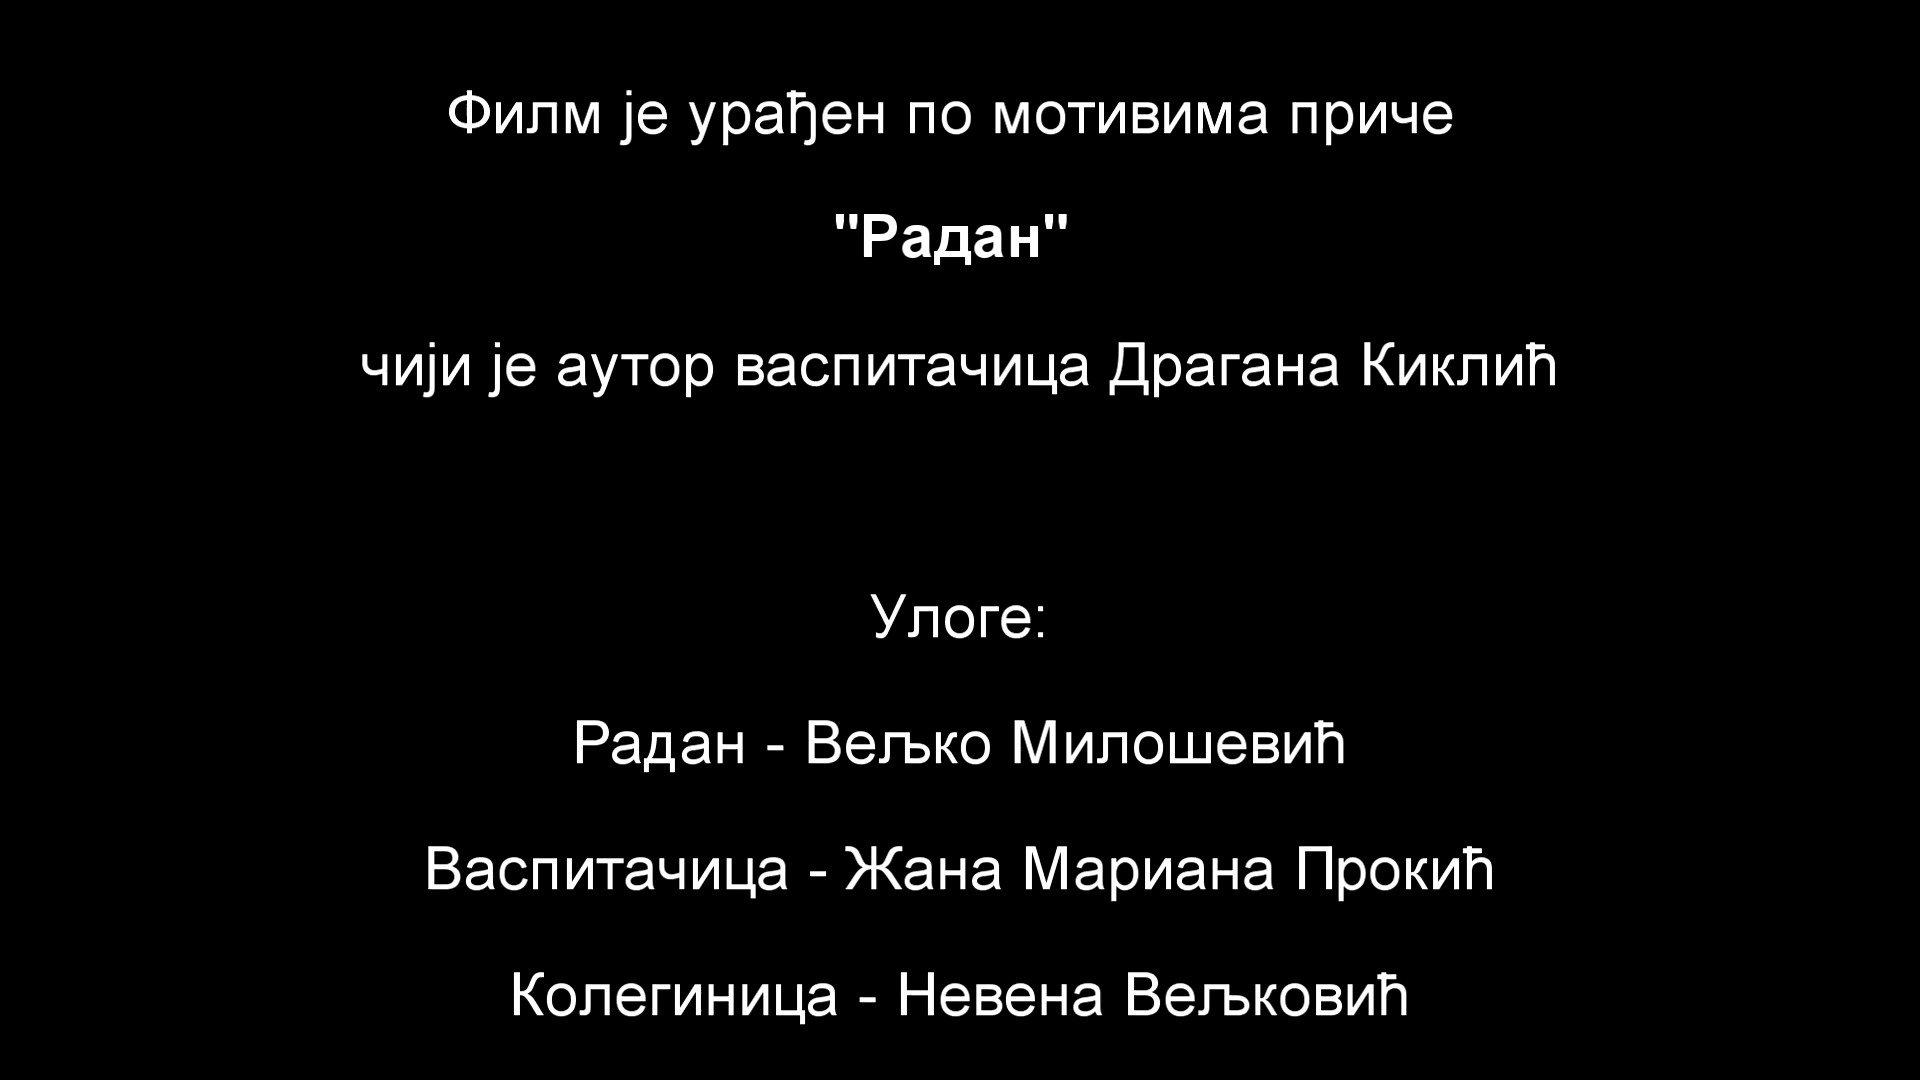 Филм је урађен по мотивима приче
"Радан"
чији је аутор васпитачица Драгана Киклић
Улоге:
Радан - Вељко Милошевић
Васпитачица - Жана Мариана Прокић
Колегиница - Невена Вељковић